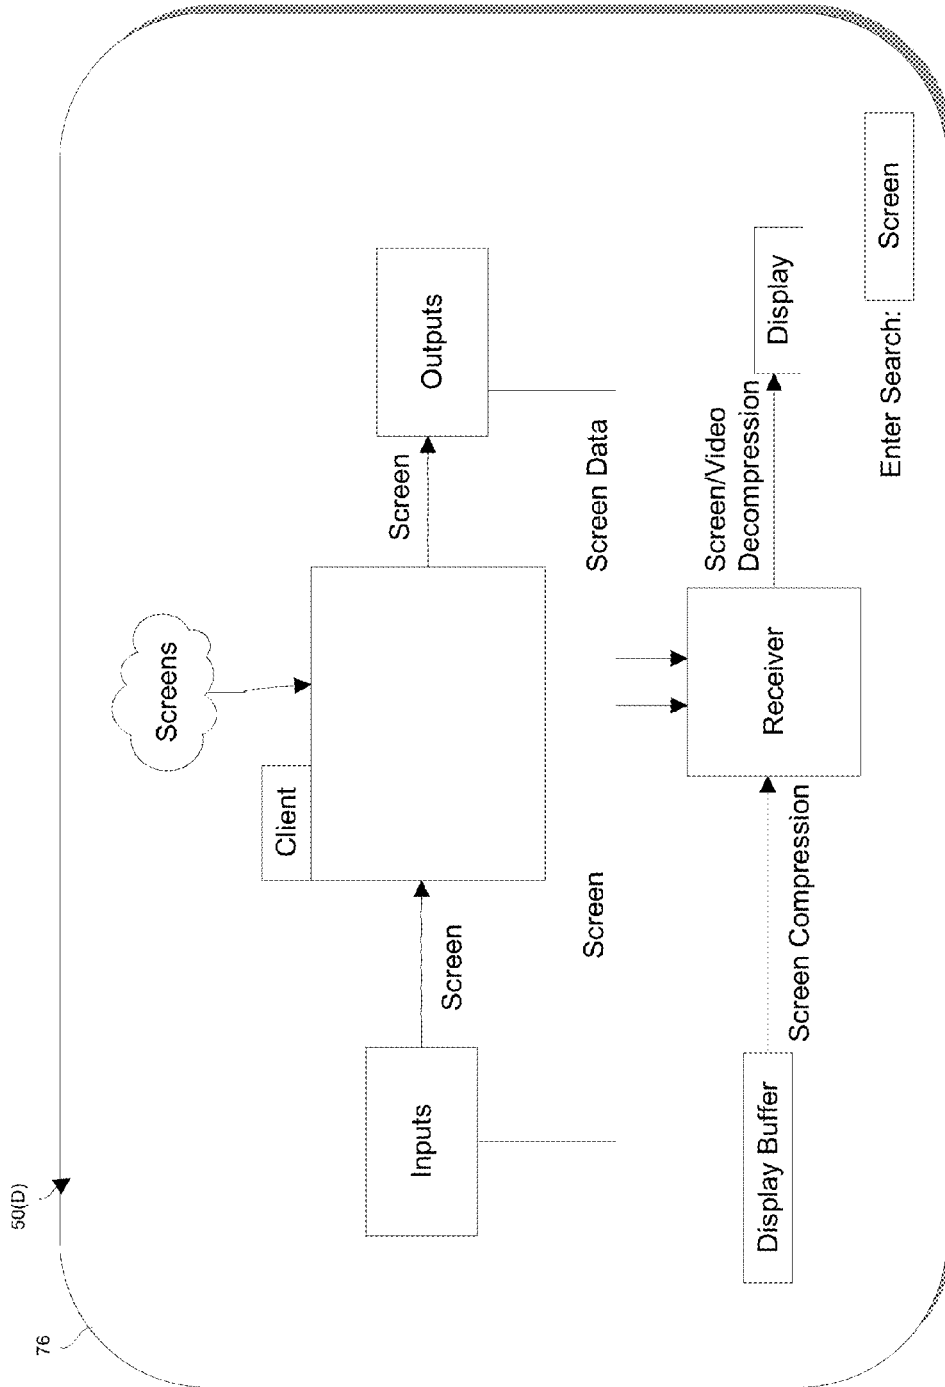 50(D)
76
Screens
Client
Inputs
Screen
Screen
Outputs
Screen
Screen Data
Display Buffer
Screen Compression
Receiver
Screen/Video
Decompression
Display
Enter Search:
Screen